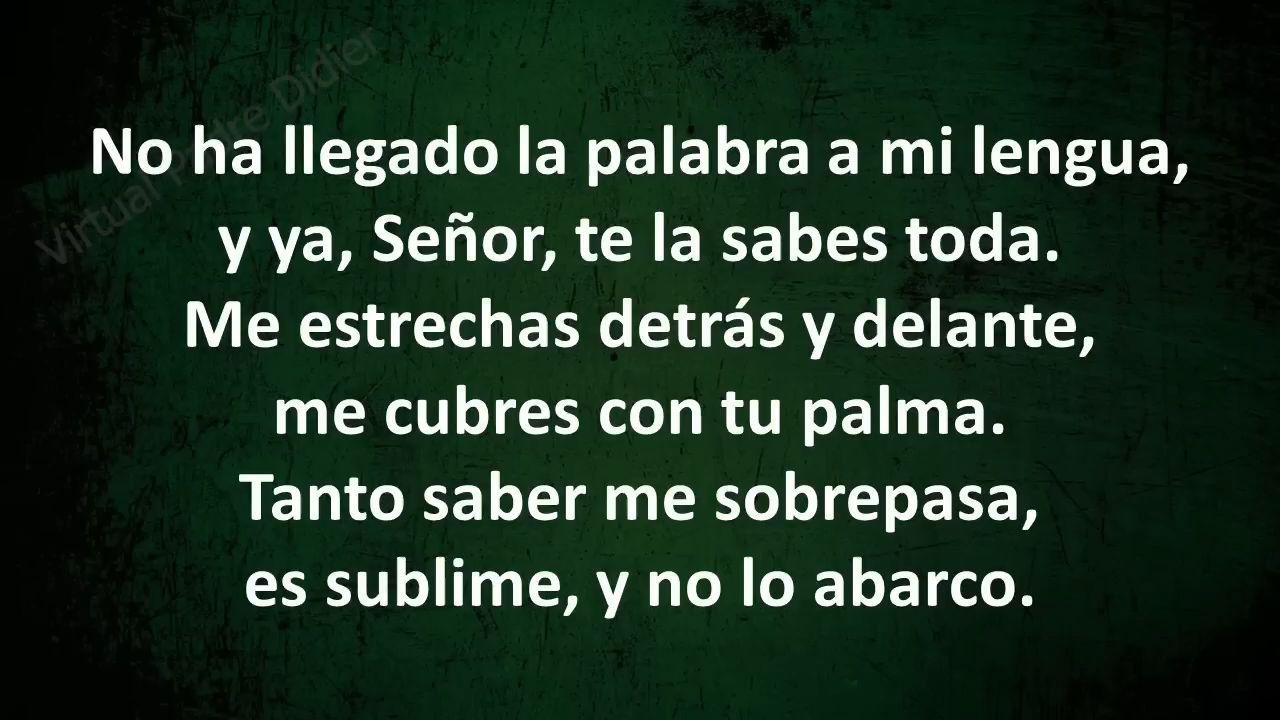 Virtual Padre Didier
No ha llegado la palabra a mi lengua,
y ya, Señor, te la sabes toda.
Me estrechas detrás y delante,
me cubres con tu palma.
Tanto saber me sobrepasa,
es sublime, y no lo abarco.